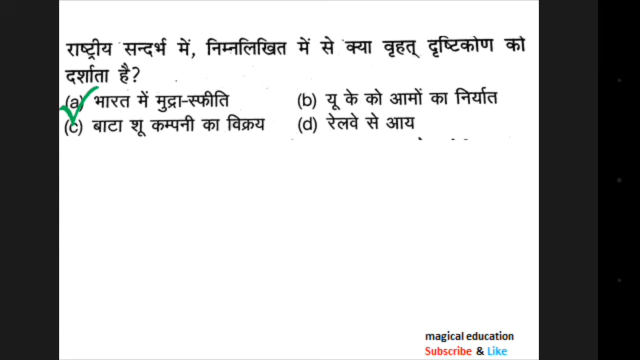 राष्ट्रीय सन्दर्भ में, निम्नलिखित में से क्या वृहत् दृष्टिकोण को
दर्शाता है?
(a) भारत में मुद्रा-स्फीति (b) यू के को आमों का निर्यात
(c) बाटा शू कम्पनी का विक्रय (d) रेलवे से आय
magical education
Subscribe & Like